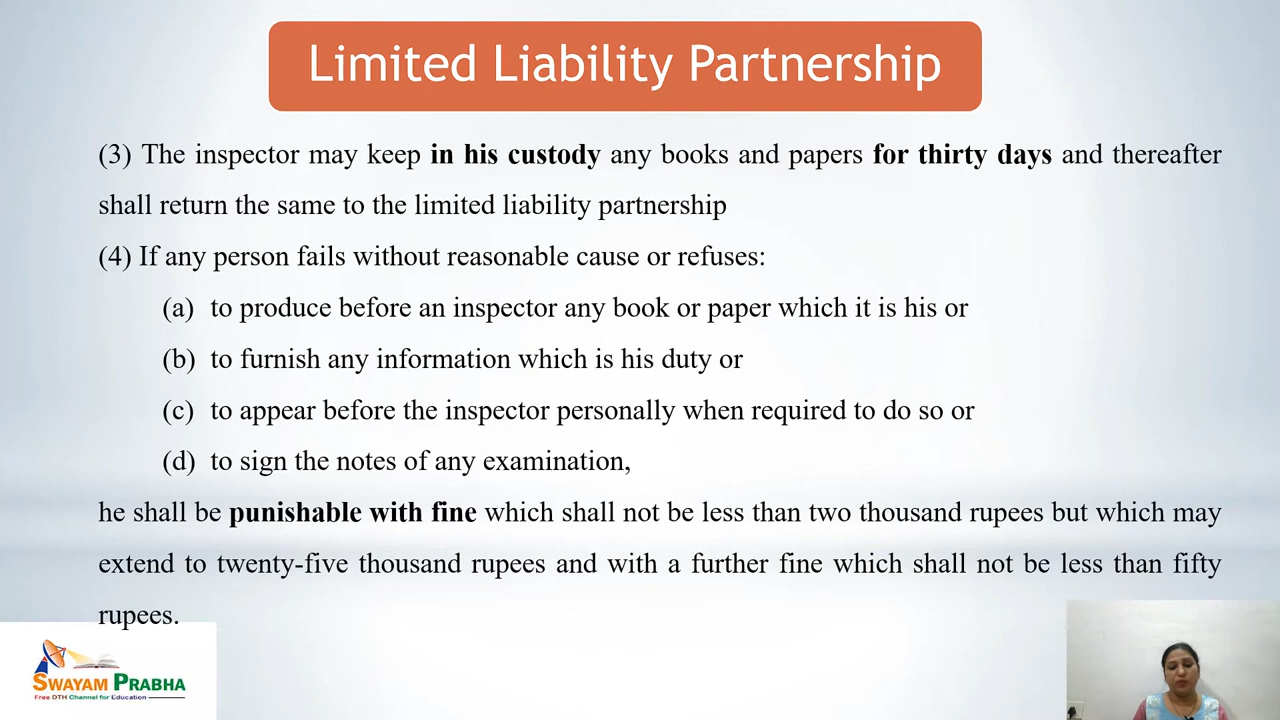 Limited Liability Partnership
(3) The inspector may keep in his custody any books and papers for thirty days and thereafter
shall return the same to the limited liability partnership
(4) If any person fails without reasonable cause or refuses:
(a) to produce before an inspector any book or paper which it is his or
(b) to furnish any information which is his duty or
(c) to appear before the inspector personally when required to do so or
(d) to sign the notes of any examination,
he shall be punishable with fine which shall not be less than two thousand rupees but which may
extend to twenty-five thousand rupees and with a further fine which shall not be less than fifty
rupees.
SWAYAM PRABHA
Free DTH Channel for Education